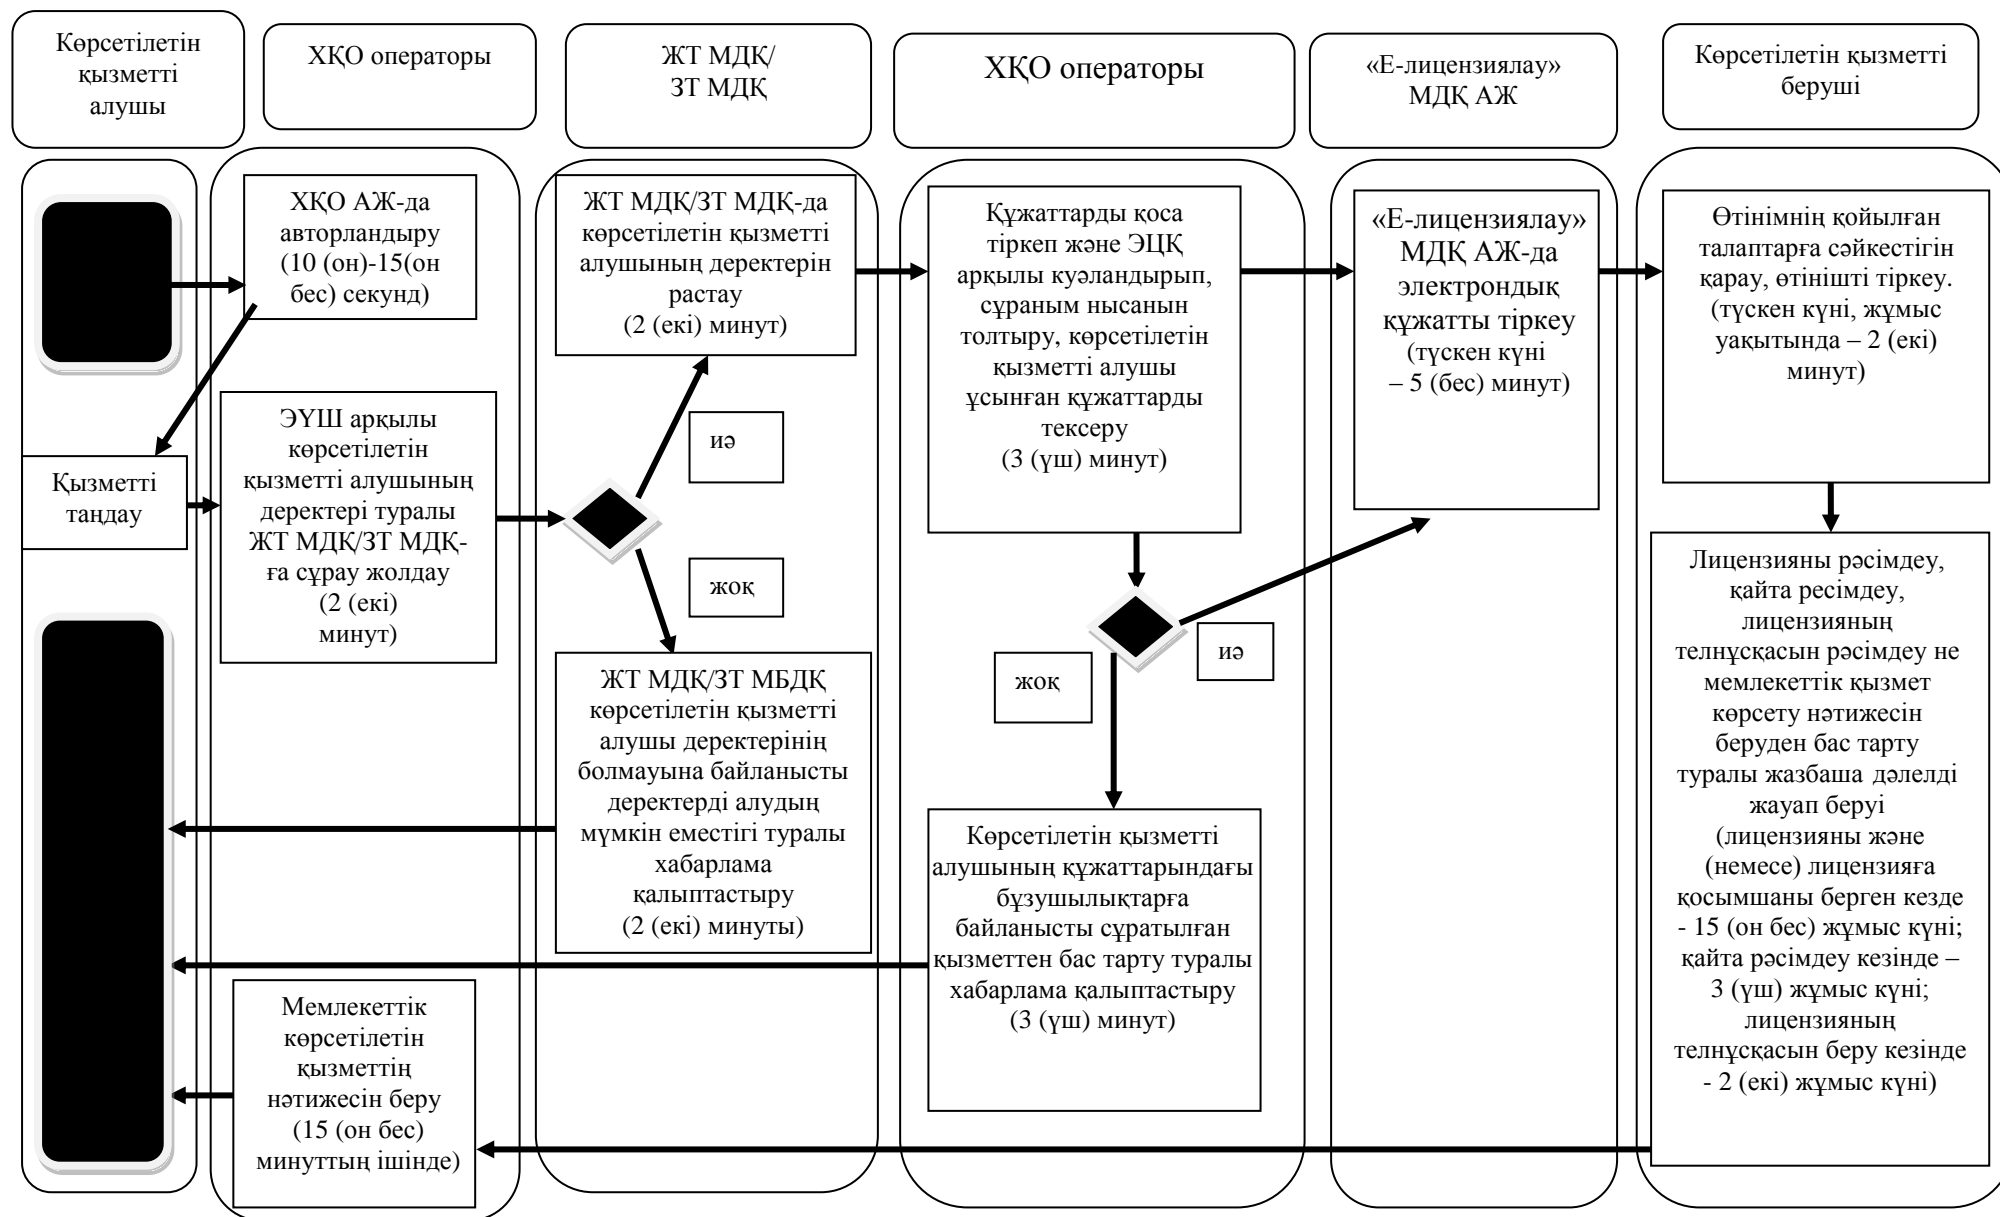 Көрсетілетін
қызметті
алушы
ХҚО операторы
ЖТ МДҚ/
ЗТ МДҚ
ХҚО операторы
«Е-лицензиялау»
МДҚ АЖ
Көрсетілетін қызметті
беруші
ХҚО АЖ-да
авторландыру
(10 (он)-15(он
бес) секунд)
Қызметті
таңдау
ЭҮШ арқылы
көрсетілетін
қызметті алушының
деректері туралы
ЖТ МДҚ/ЗТ МДҚ-
ға сұрау жолдау
(2 (екі)
минут)
ЖТ МДҚ/ЗТ МДҚ-да
көрсетілетін қызметті
алушының деректерін
растау
(2 (екі) минут)
иә
жоқ
ЖТ МДҚ/ЗТ МБДҚ
көрсетілетін қызметті
алушы деректерінің
болмауына байланысты
деректерді алудың
мүмкін еместігі туралы
хабарлама
қалыптастыру
(2 (екі) минуты)
Құжаттарды қоса
тіркеп және ЭЦҚ
арқылы куәландырып,
сұраным нысанын
толтыру, көрсетілетін
қызметті алушы
ұсынған құжаттарды
тексеру
(3 (үш) минут)
жоқ
иә
Көрсетілетін қызметті
алушының құжаттарындағы
бұзушылықтарға
байланысты сұратылған
қызметтен бас тарту туралы
хабарлама қалыптастыру
(3 (үш) минут)
«Е-лицензиялау»
МДҚ АЖ-да
электрондық
құжатты тіркеу
(түскен күні
– 5 (бес) минут)
Өтінімнің қойылған
талаптарға сәйкестігін
қарау, өтінішті тіркеу.
(түскен күні, жұмыс
уақытында – 2 (екі)
минут)
Лицензияны рәсімдеу,
қайта ресімдеу,
лицензияның
телнұсқасын рәсімдеу не
мемлекеттік қызмет
көрсету нәтижесін
беруден бас тарту
туралы жазбаша дәлелді
жауап беруі
(лицензияны және
(немесе) лицензияға
қосымшаны берген кезде
- 15 (он бес) жұмыс күні;
қайта рәсімдеу кезінде –
3 (үш) жұмыс күні;
лицензияның
телнұсқасын беру кезінде
- 2 (екі) жұмыс күні)
Мемлекеттік
көрсетілетін
қызметтің
нәтижесін беру
(15 (он бес)
минуттың ішінде)